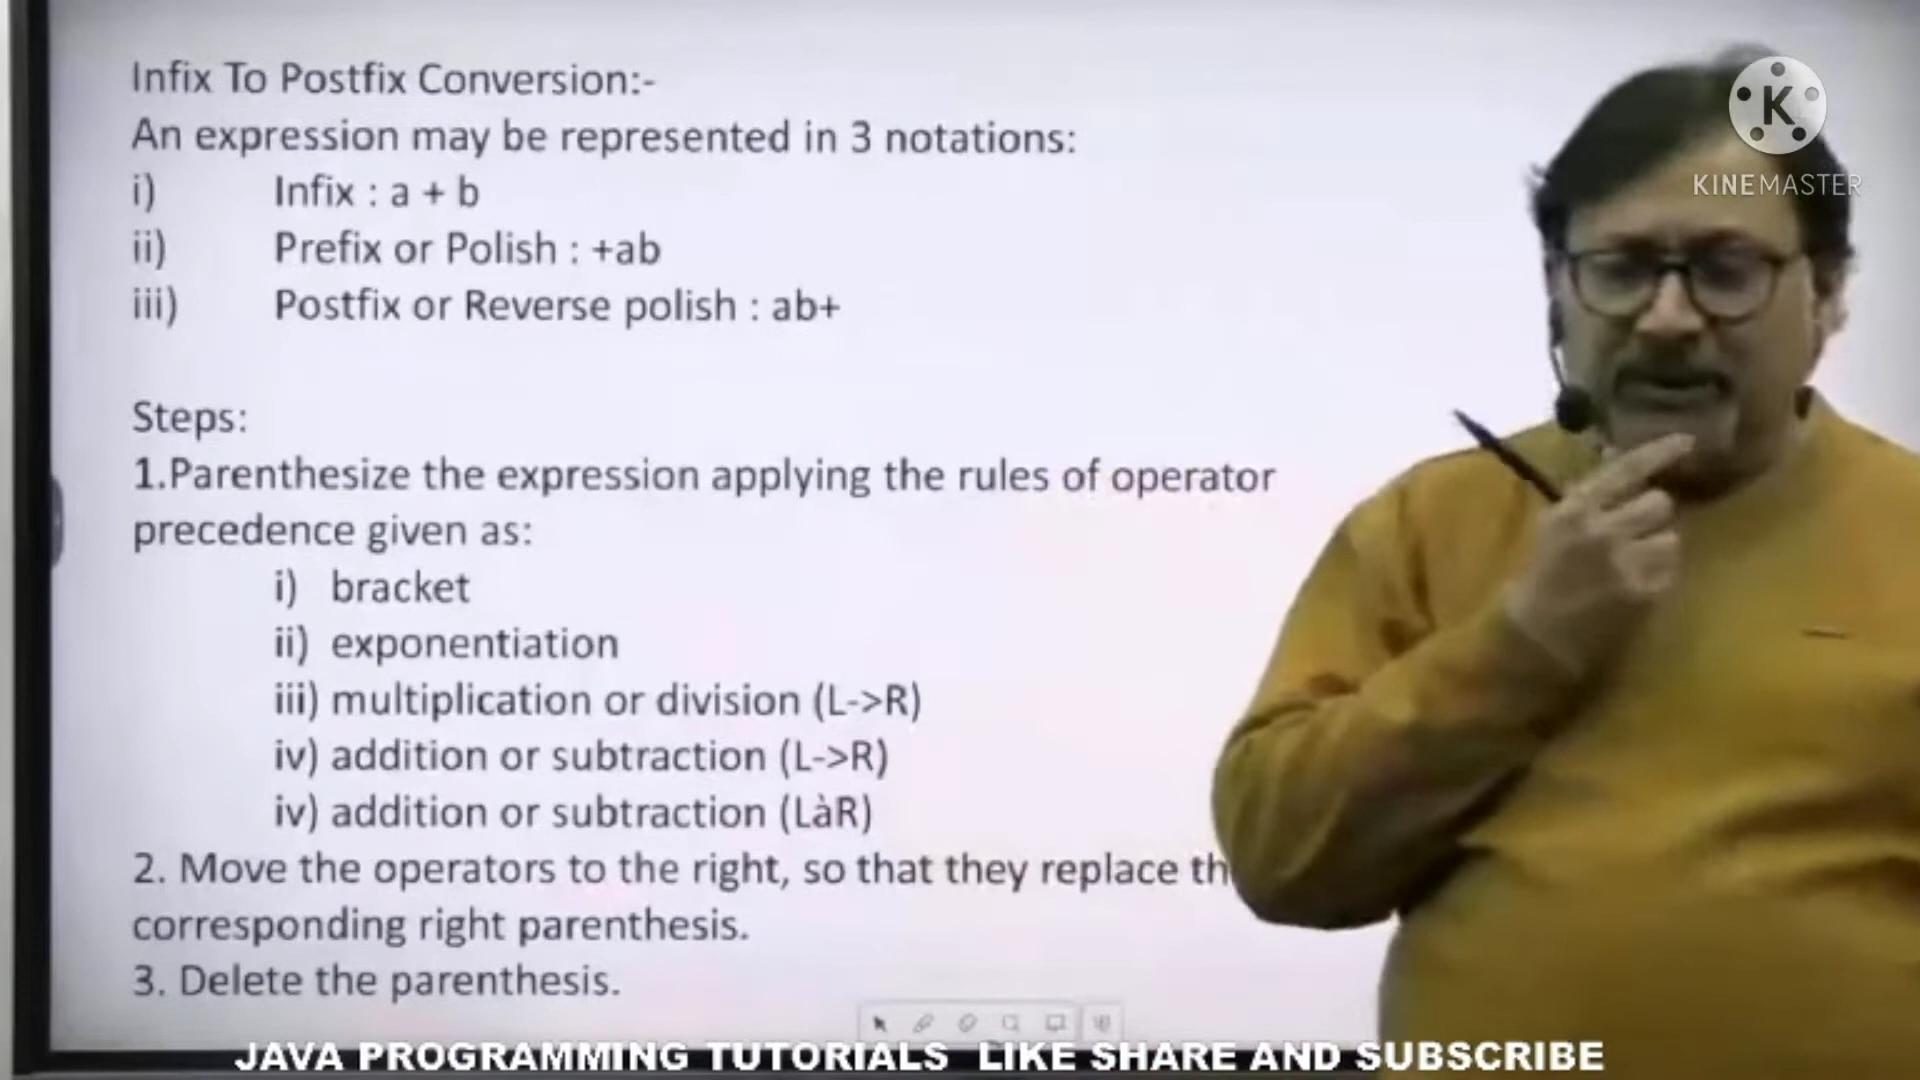 Infix To Postfix Conversion:-
An expression may be represented in 3 notations:
i) Infix : a + b
ii) Prefix or Polish : +ab
iii) Postfix or Reverse polish : ab+
Steps:
1.Parenthesize the expression applying the rules of operator
precedence given as:
i) bracket
ii) exponentiation
iii) multiplication or division (L->R)
iv) addition or subtraction (L->R)
iv) addition or subtraction (LàR)
2. Move the operators to the right, so that they replace
corresponding right parenthesis.
3. Delete the parenthesis.
K
KINEMASTER
JAVA PROGRAMMING TUTORIALS LIKE SHARE AND SUBSCRIBE